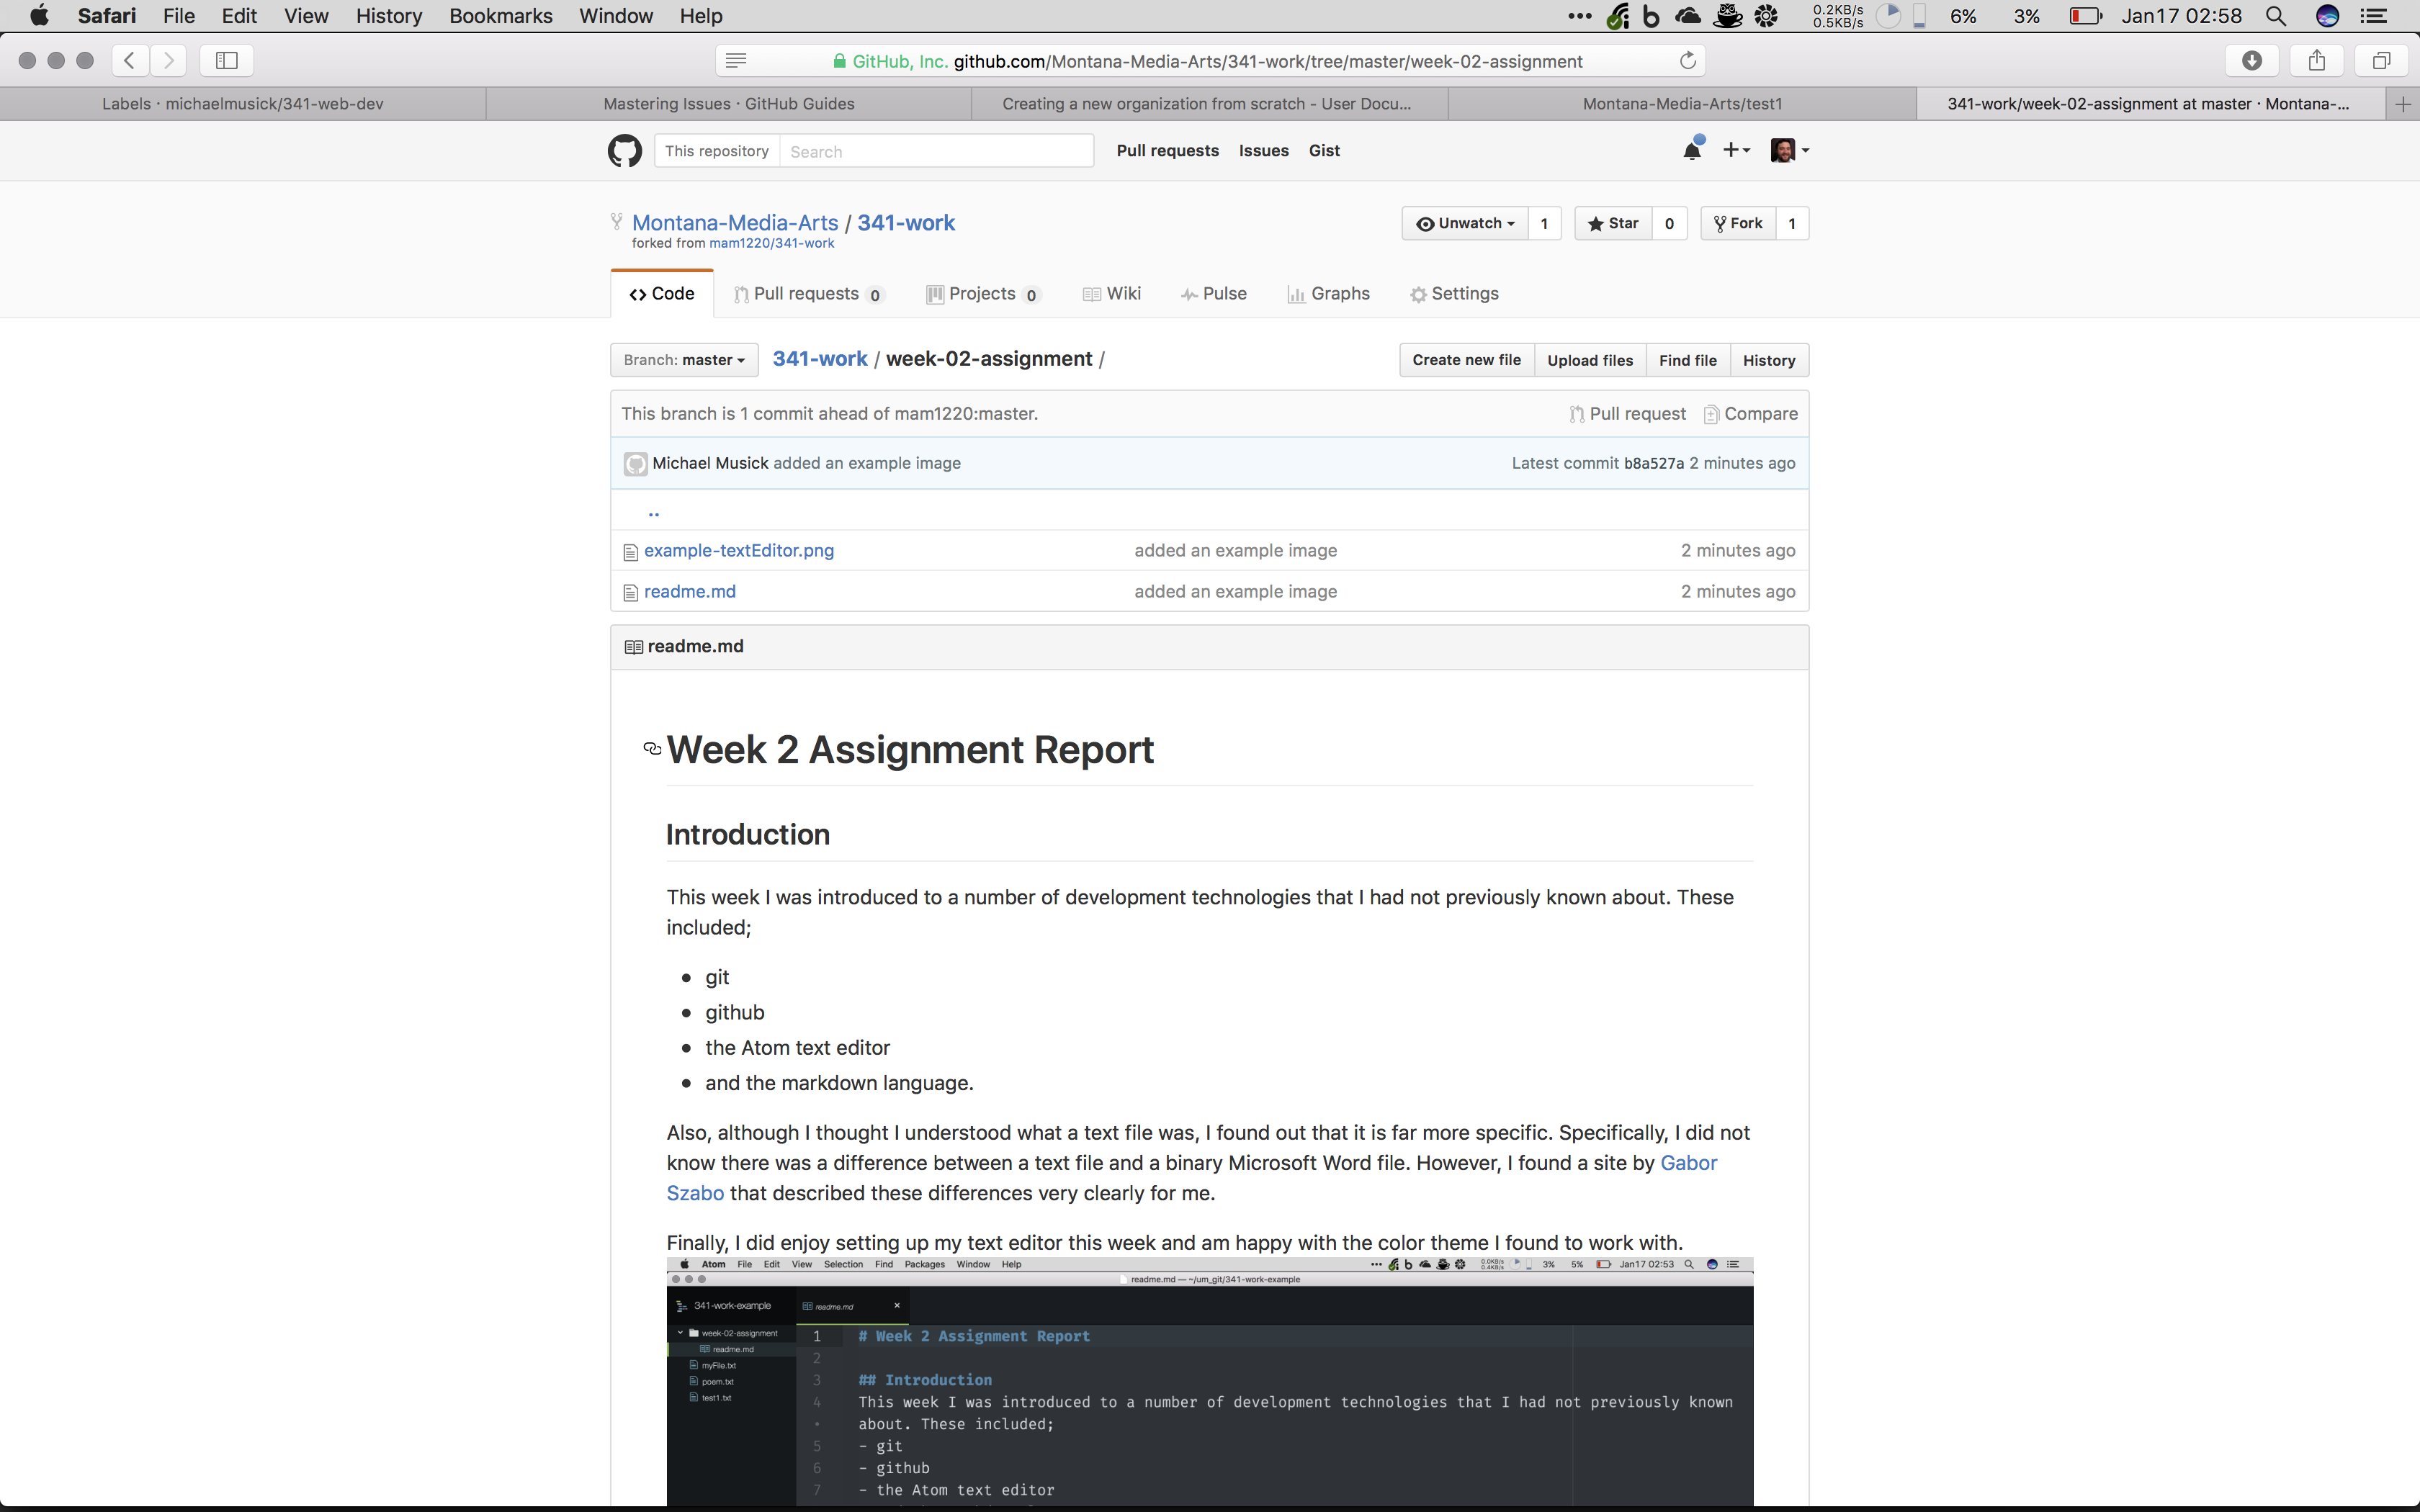 Safari File Edit View History Bookmarks Window Help 0.2KB/s 0.5KB/s 6% 3% Jan17 02:58
GitHub, Inc. github.com/Montana-Media-Arts/341-work/tree/master/week-02-assignment
Labels · michaelmusick/341-web-dev Mastering Issues · GitHub Guides Creating a new organization from scratch - User Docu... Montana-Media-Arts/test1 341-work/week-02-assignment at master · Montana-...
This repository Search Pull requests Issues Gist
Montana-Media-Arts / 341-work Unwatch 1 Star 0 Fork 1
forked from mam1220/341-work
Code Pull requests 0 Projects 0 Wiki Pulse Graphs Settings
Branch: master 341-work / week-02-assignment / Create new file Upload files Find file History
This branch is 1 commit ahead of mam1220:master. Pull request Compare
Michael Musick added an example image Latest commit b8a527a 2 minutes ago
..
example-textEditor.png added an example image 2 minutes ago
readme.md added an example image 2 minutes ago
readme.md
Week 2 Assignment Report
Introduction
This week I was introduced to a number of development technologies that I had not previously known about. These
included;
• git
• github
• the Atom text editor
• and the markdown language.
Also, although I thought I understood what a text file was, I found out that it is far more specific. Specifically, I did not
know there was a difference between a text file and a binary Microsoft Word file. However, I found a site by Gabor
Szabo that described these differences very clearly for me.
Finally, I did enjoy setting up my text editor this week and am happy with the color theme I found to work with.
Atom File Edit View Selection Find Packages Window Help 0.0KB/s 0.4KB/s 3% 5% Jan17 02:53
readme.md — ~/um_git/341-work-example
341-work-example readme.md
week-02-assignment 1 # Week 2 Assignment Report
readme.md 2
myFile.txt
poem.txt 3 ## Introduction
test1.txt 4 This week I was introduced to a number of development technologies that I had not previously known
about. These included;
5 - git
6 - github
7 - the Atom text editor